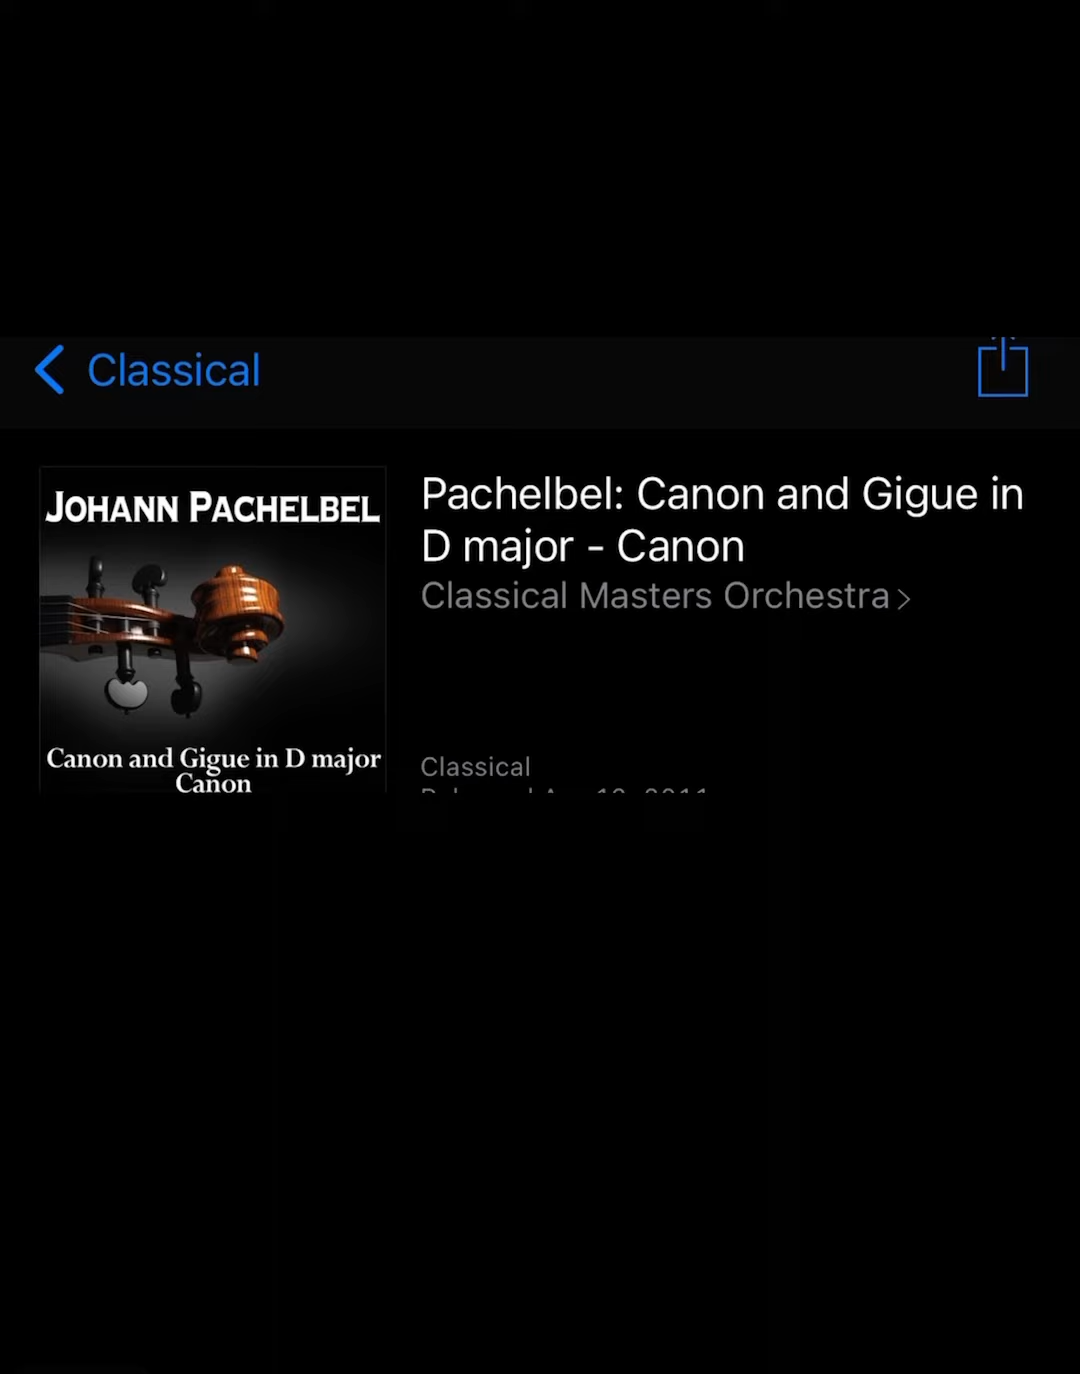 Classical
JOHANN PACHELBEL
Canon and Gigue in D major
Canon
Pachelbel: Canon and Gigue in
D major - Canon
Classical Masters Orchestra
Classical